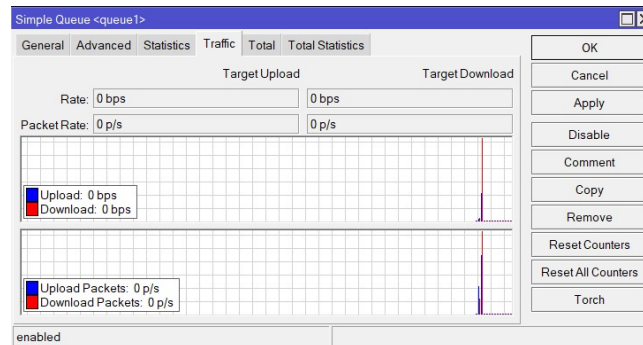 Simple Queue <queue1>
General Advanced Statistics Traffic Total Total Statistics
Target Upload Target Download
Rate: 0 bps 0 bps
Packet Rate: 0 p/s 0 p/s
Upload: 0 bps
Download: 0 bps
Upload Packets: 0 p/s
Download Packets: 0 p/s
enabled
OK
Cancel
Apply
Disable
Comment
Copy
Remove
Reset Counters
Reset All Counters
Torch